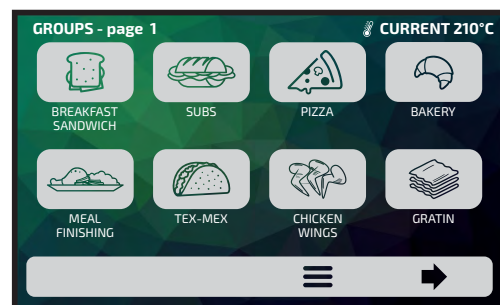 GROUPS - page 1
CURRENT 210°C
BREAKFAST
SANDWICH
SUBS
PIZZA
BAKERY
MEAL
FINISHING
TEX-MEX
CHICKEN
WINGS
GRATIN